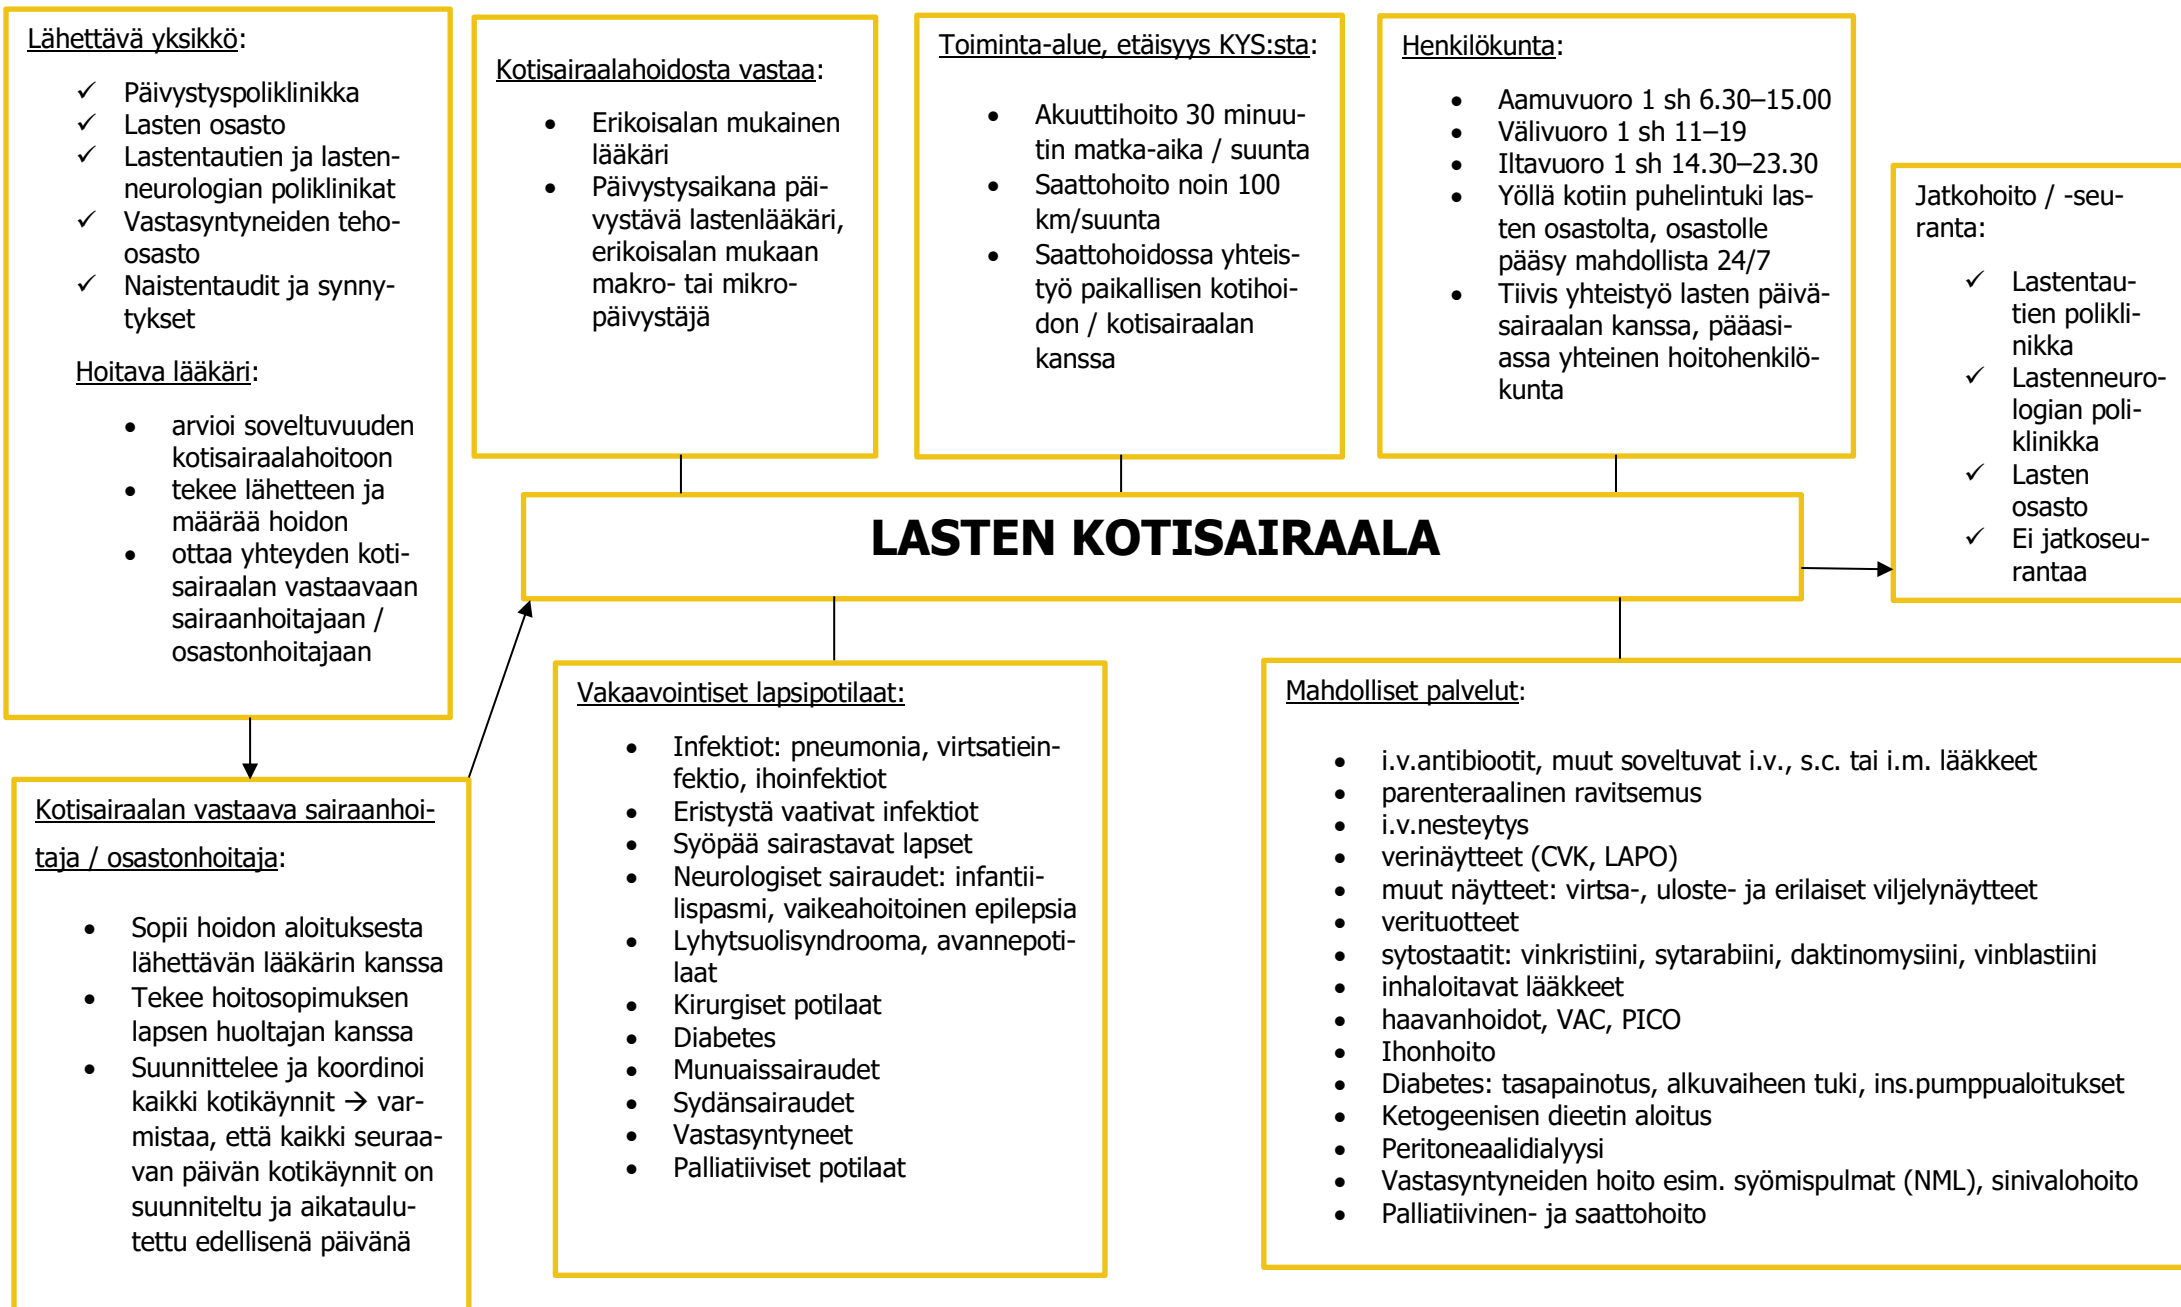 Lähettävä yksikkö:
✓ Päivystyspoliklinikka
✓ Lasten osasto
✓ Lastentautien ja lasten-
neurologian poliklinikat
✓ Vastasyntyneiden teho-
osasto
✓ Naistentaudit ja synny-
tykset
Hoitava lääkäri:
• arvioi soveltuvuuden
kotisairaalahoitoon
• tekee lähetteen ja
määrää hoidon
• ottaa yhteyden koti-
sairaalan vastaavaan
sairaanhoitajaan /
osastonhoitajaan
Kotisairaalahoidosta vastaa:
• Erikoisalan mukainen
lääkäri
• Päivystysaikana päi-
vystävä lastenlääkäri,
erikoisalan mukaan
makro- tai mikro-
päivystäjä
Toiminta-alue, etäisyys KYS:sta:
• Akuuttihoito 30 minuu-
tin matka-aika / suunta
• Saattohoito noin 100
km/suunta
• Saattohoidossa yhteis-
työ paikallisen kotihoi-
don / kotisairaalan
kanssa
Henkilökunta:
• Aamuvuoro 1 sh 6.30–15.00
• Välivuoro 1 sh 11–19
• Iltavuoro 1 sh 14.30–23.30
• Yöllä kotiin puhelintuki las-
ten osastolta, osastolle
pääsy mahdollista 24/7
• Tiivis yhteistyö lasten päivä-
sairaalan kanssa, pääasi-
assa yhteinen hoitohenkilö-
kunta
Jatkohoito / -seu-
ranta:
✓ Lastentau-
tien polikli-
nikka
✓ Lastenneuro-
logian poli-
klinikka
✓ Lasten
osasto
✓ Ei jatkoseu-
rantaa
LASTEN KOTISAIRAALA
Kotisairaalan vastaava sairaanhoi-
taja / osastonhoitaja:
• Sopii hoidon aloituksesta
lähettävän lääkärin kanssa
• Tekee hoitosopimuksen
lapsen huoltajan kanssa
• Suunnittelee ja koordinoi
kaikki kotikäynnit → var-
mistaa, että kaikki seuraa-
van päivän kotikäynnit on
suunniteltu ja aikataulu-
tettu edellisenä päivänä
Vakaavointiset lapsipotilaat:
• Infektiot: pneumonia, virtsatiein-
fektio, ihoinfektiot
• Eristystä vaativat infektiot
• Syöpää sairastavat lapset
• Neurologiset sairaudet: infantii-
lispasmi, vaikeahoitoinen epilepsia
• Lyhytsuolisyndrooma, avannepoti-
laat
• Kirurgiset potilaat
• Diabetes
• Munuaissairaudet
• Sydänsairaudet
• Vastasyntyneet
• Palliatiiviset potilaat
Mahdolliset palvelut:
• i.v.antibiootit, muut soveltuvat i.v., s.c. tai i.m. lääkkeet
• parenteraalinen ravitsemus
• i.v.nesteytys
• verinäytteet (CVK, LAPO)
• muut näytteet: virtsa-, uloste- ja erilaiset viljelynäytteet
• verituotteet
• sytostaatit: vinkristiini, sytarabiini, daktinomysiini, vinblastiini
• inhaloitavat lääkkeet
• haavanhoidot, VAC, PICO
• Ihonhoito
• Diabetes: tasapainotus, alkuvaiheen tuki, ins.pumppualoitukset
• Ketogeenisen dieetin aloitus
• Peritoneaalidialyysi
• Vastasyntyneiden hoito esim. syömispulmat (NML), sinivalohoito
• Palliatiivinen- ja saattohoito